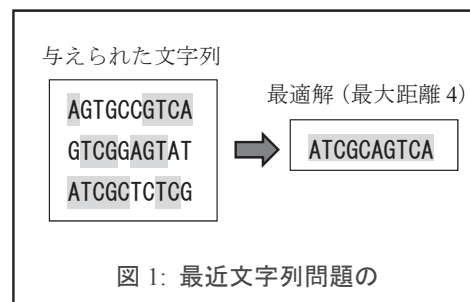 与えられた文字列
AGTGCCGTCA
GTCGGAGTAT
ATCGCTCTCG
最適解（最大距離 4）
ATCGCAGTCA
図 1: 最近文字列問題の